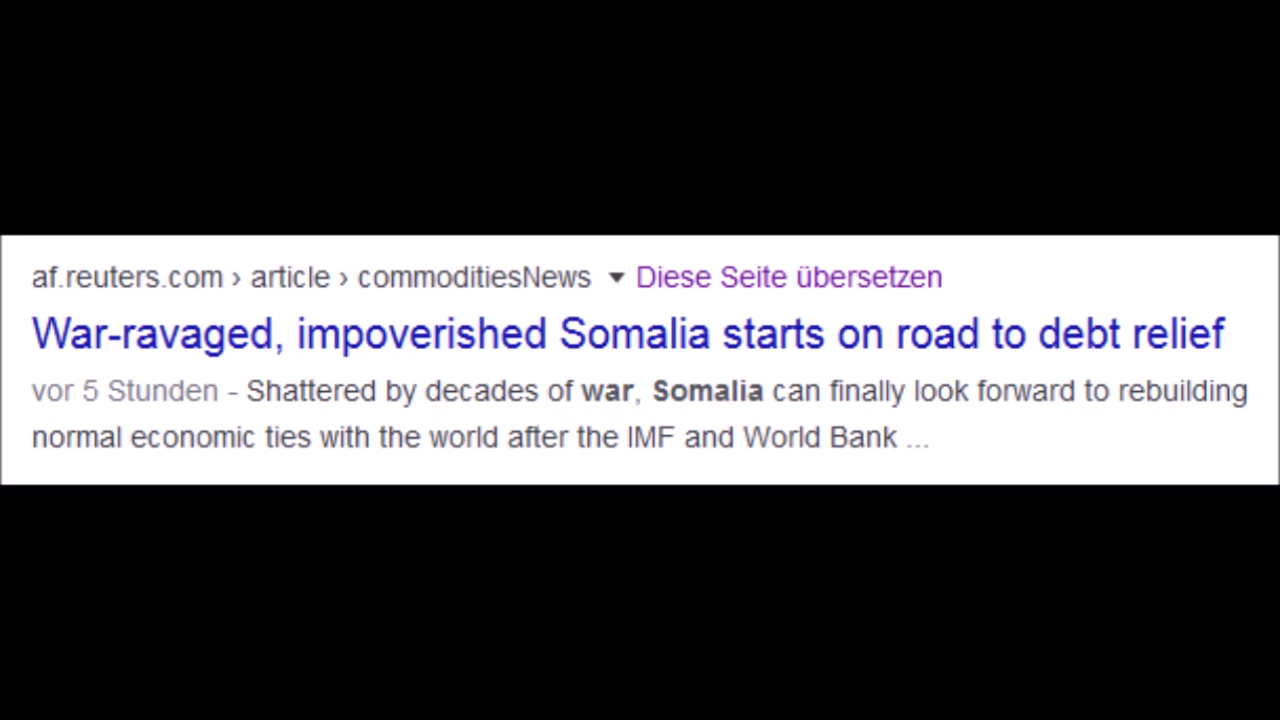 af.reuters.com › article › commoditiesNews ▾ Diese Seite übersetzen
War-ravaged, impoverished Somalia starts on road to debt relief
vor 5 Stunden - Shattered by decades of war, Somalia can finally look forward to rebuilding
normal economic ties with the world after the IMF and World Bank ...